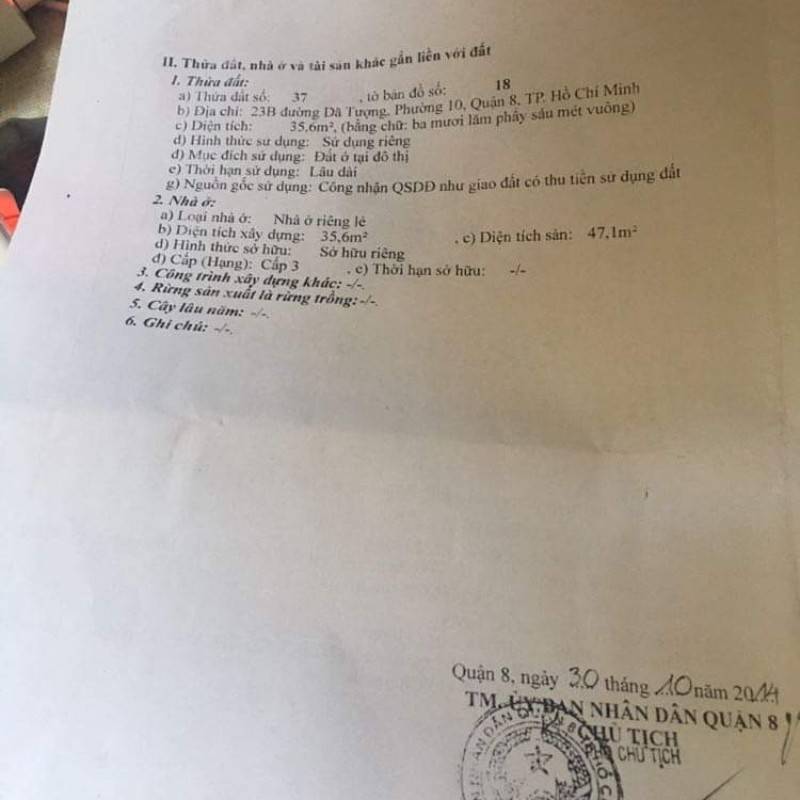 II. Thửa đất, nhà ở và tài sản khác gắn liền với đất
1. Thửa đất:
a) Thửa đất số: 37 , tờ bản đồ số: 18
b) Địa chỉ: 23B đường Dã Tượng, Phường 10, Quận 8, TP. Hồ Chí Minh
c) Diện tích: 35,6m², (bằng chữ: ba mươi lăm phẩy sáu mét vuông)
d) Hình thức sử dụng: Sử dụng riêng
đ) Mục đích sử dụng: Đất ở tại đô thị
e) Thời hạn sử dụng: Lâu dài
g) Nguồn gốc sử dụng: Công nhận QSDĐ như giao đất có thu tiền sử dụng đất
2. Nhà ở:
a) Loại nhà ở: Nhà ở riêng lẻ
b) Diện tích xây dựng: 35,6m² , c) Diện tích sàn: 47,1m²
d) Hình thức sở hữu: Sở hữu riêng
đ) Cấp (Hạng): Cấp 3 , e) Thời hạn sở hữu: -/-
3. Công trình xây dựng khác: -/-.
4. Rừng sản xuất là rừng trồng: -/-.
5. Cây lâu năm: -/-.
6. Ghi chú: -/-.
Quận 8, ngày 30 tháng 10 năm 2014
TM. ỦY BAN NHÂN DÂN QUẬN 8
CHỦ TỊCH
CHỦ TỊCH